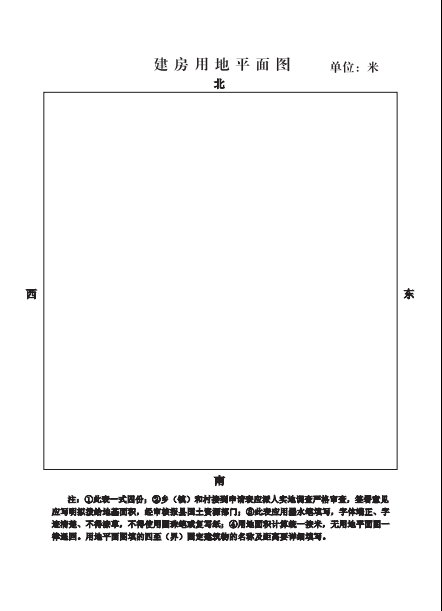 建房用地平面图 单位：米
北
西 东
南
注：①此表一式四份；②乡（镇）和村接到申请表应派人实地调查严格审查，签署意见
应写明拟拨给地基面积，经审核报县国土资源部门；③此表应用墨水笔填写，字体端正、字
迹清楚、不得潦草，不得使用圆珠笔或复写纸；④用地面积计算统一按米，无用地平面图一
律退回。用地平面图填的四至（界）固定建筑物的名称及距离要详细填写。